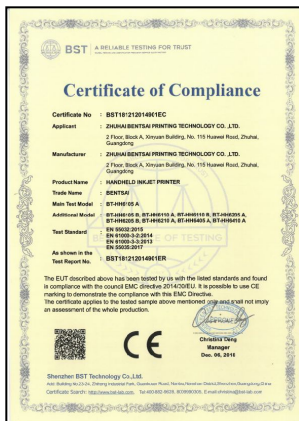 BST A RELIABLE TESTING FOR TRUST
Certificate of Compliance
Certificate No : BST181212014901EC
Applicant : ZHUHAI BENTSAI PRINTING TECHNOLOGY CO.,LTD.
2 Floor, Block A, Xinyuan Building, No. 115 Huawei Road, Zhuhai,
Guangdong
Manufacturer : ZHUHAI BENTSAI PRINTING TECHNOLOGY CO.,LTD.
2 Floor, Block A, Xinyuan Building, No. 115 Huawei Road, Zhuhai,
Guangdong
Product Name : HANDHELD INKJET PRINTER
Trade Name : BENTSAI
Main Test Model : BT-HH6105 A
Additional Model : BT-HH6105 B, BT-HH6110 A, BT-HH6110 B, BT-HH6205 A,
BT-HH6205 B, BT-HH6210 A, BT-HH6405 A, BT-HH6410 A
Test Standard : EN 55032:2015
EN 61000-3-2:2014
EN 61000-3-3:2013
EN 55035:2017
As shown in the
Test Report No. : BST181212014901ER
The EUT described above has been tested by us with the listed standards and found
is compliance with the council EMC directive 2014/30/EU. It is possible to use CE
marking to demonstrate the compliance with this EMC Directive.
The certificate applies to the tested sample above mentioned only and shall not imply
an assessment of the whole production.
CE
Christina Deng
Manager
Dec. 06, 2018
Shenzhen BST Technology Co.,Ltd.
Certificate Search: http://www.bst-lab.com